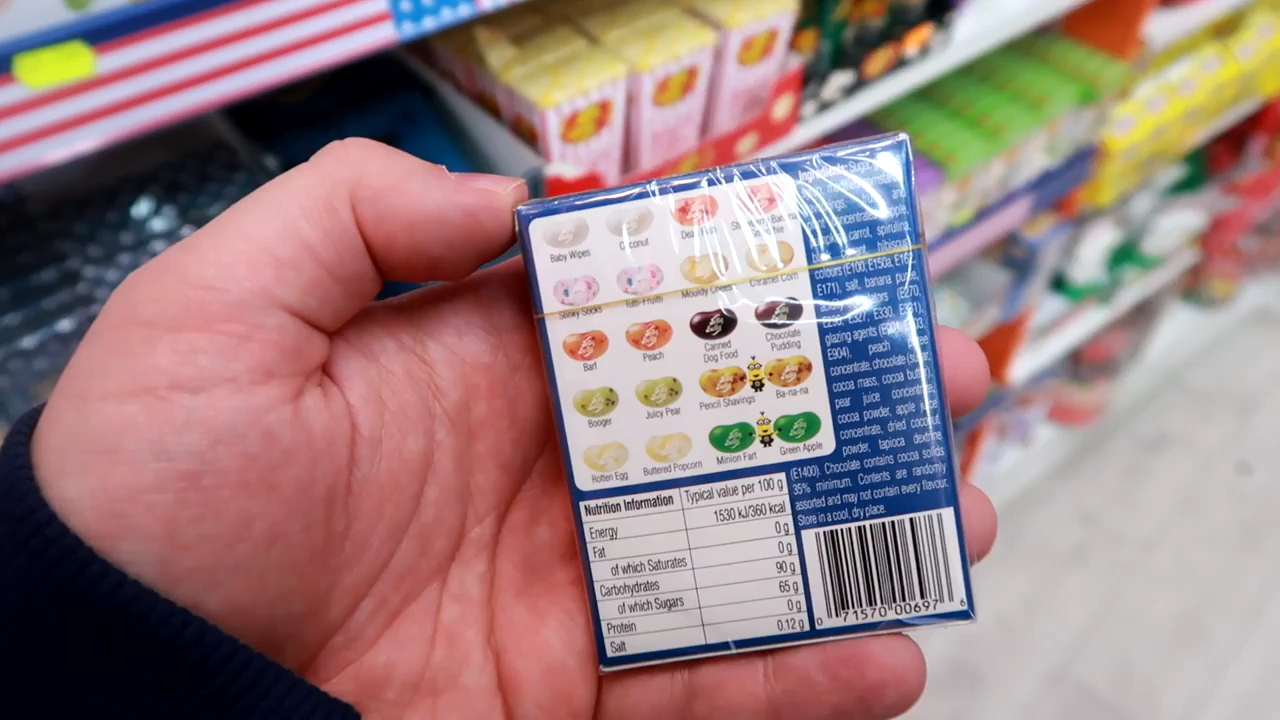 Baby Wipes
Coconut
Dead Fish
Strawberry Banana
Smoothie
Stinky Socks
Tutti-Fruitti
Mouldy Cheese
Caramel Corn
Barf
Peach
Canned
Dog Food
Chocolate
Pudding
Booger
Juicy Pear
Pencil Shavings
Ba-na-na
Rotten Egg
Buttered Popcorn
Minion Fart
Green Apple
Ingredients: Sugar,
and
concentrate
apple,
carrot, spirulina,
hibiscus
colours (E100, E150a,
E171), salt, banana puree,
(E270,
E327, E330,
glazing agents
E904), peach
concentrate, chocolate (sugar,
cocoa mass, cocoa butter),
pear juice concentrate,
cocoa powder, apple juice
concentrate, dried coconut
powder, tapioca dextrine
(E1400). Chocolate contains cocoa solids
35% minimum. Contents are randomly
assorted and may not contain every flavour.
Store in a cool, dry place.
Nutrition Information Typical value per 100 g
Energy 1530 kJ/360 kcal
Fat 0 g
of which Saturates 0 g
Carbohydrates 90 g
of which Sugars 65 g
Protein 0 g
Salt 0.12 g
0 71570 00697 6